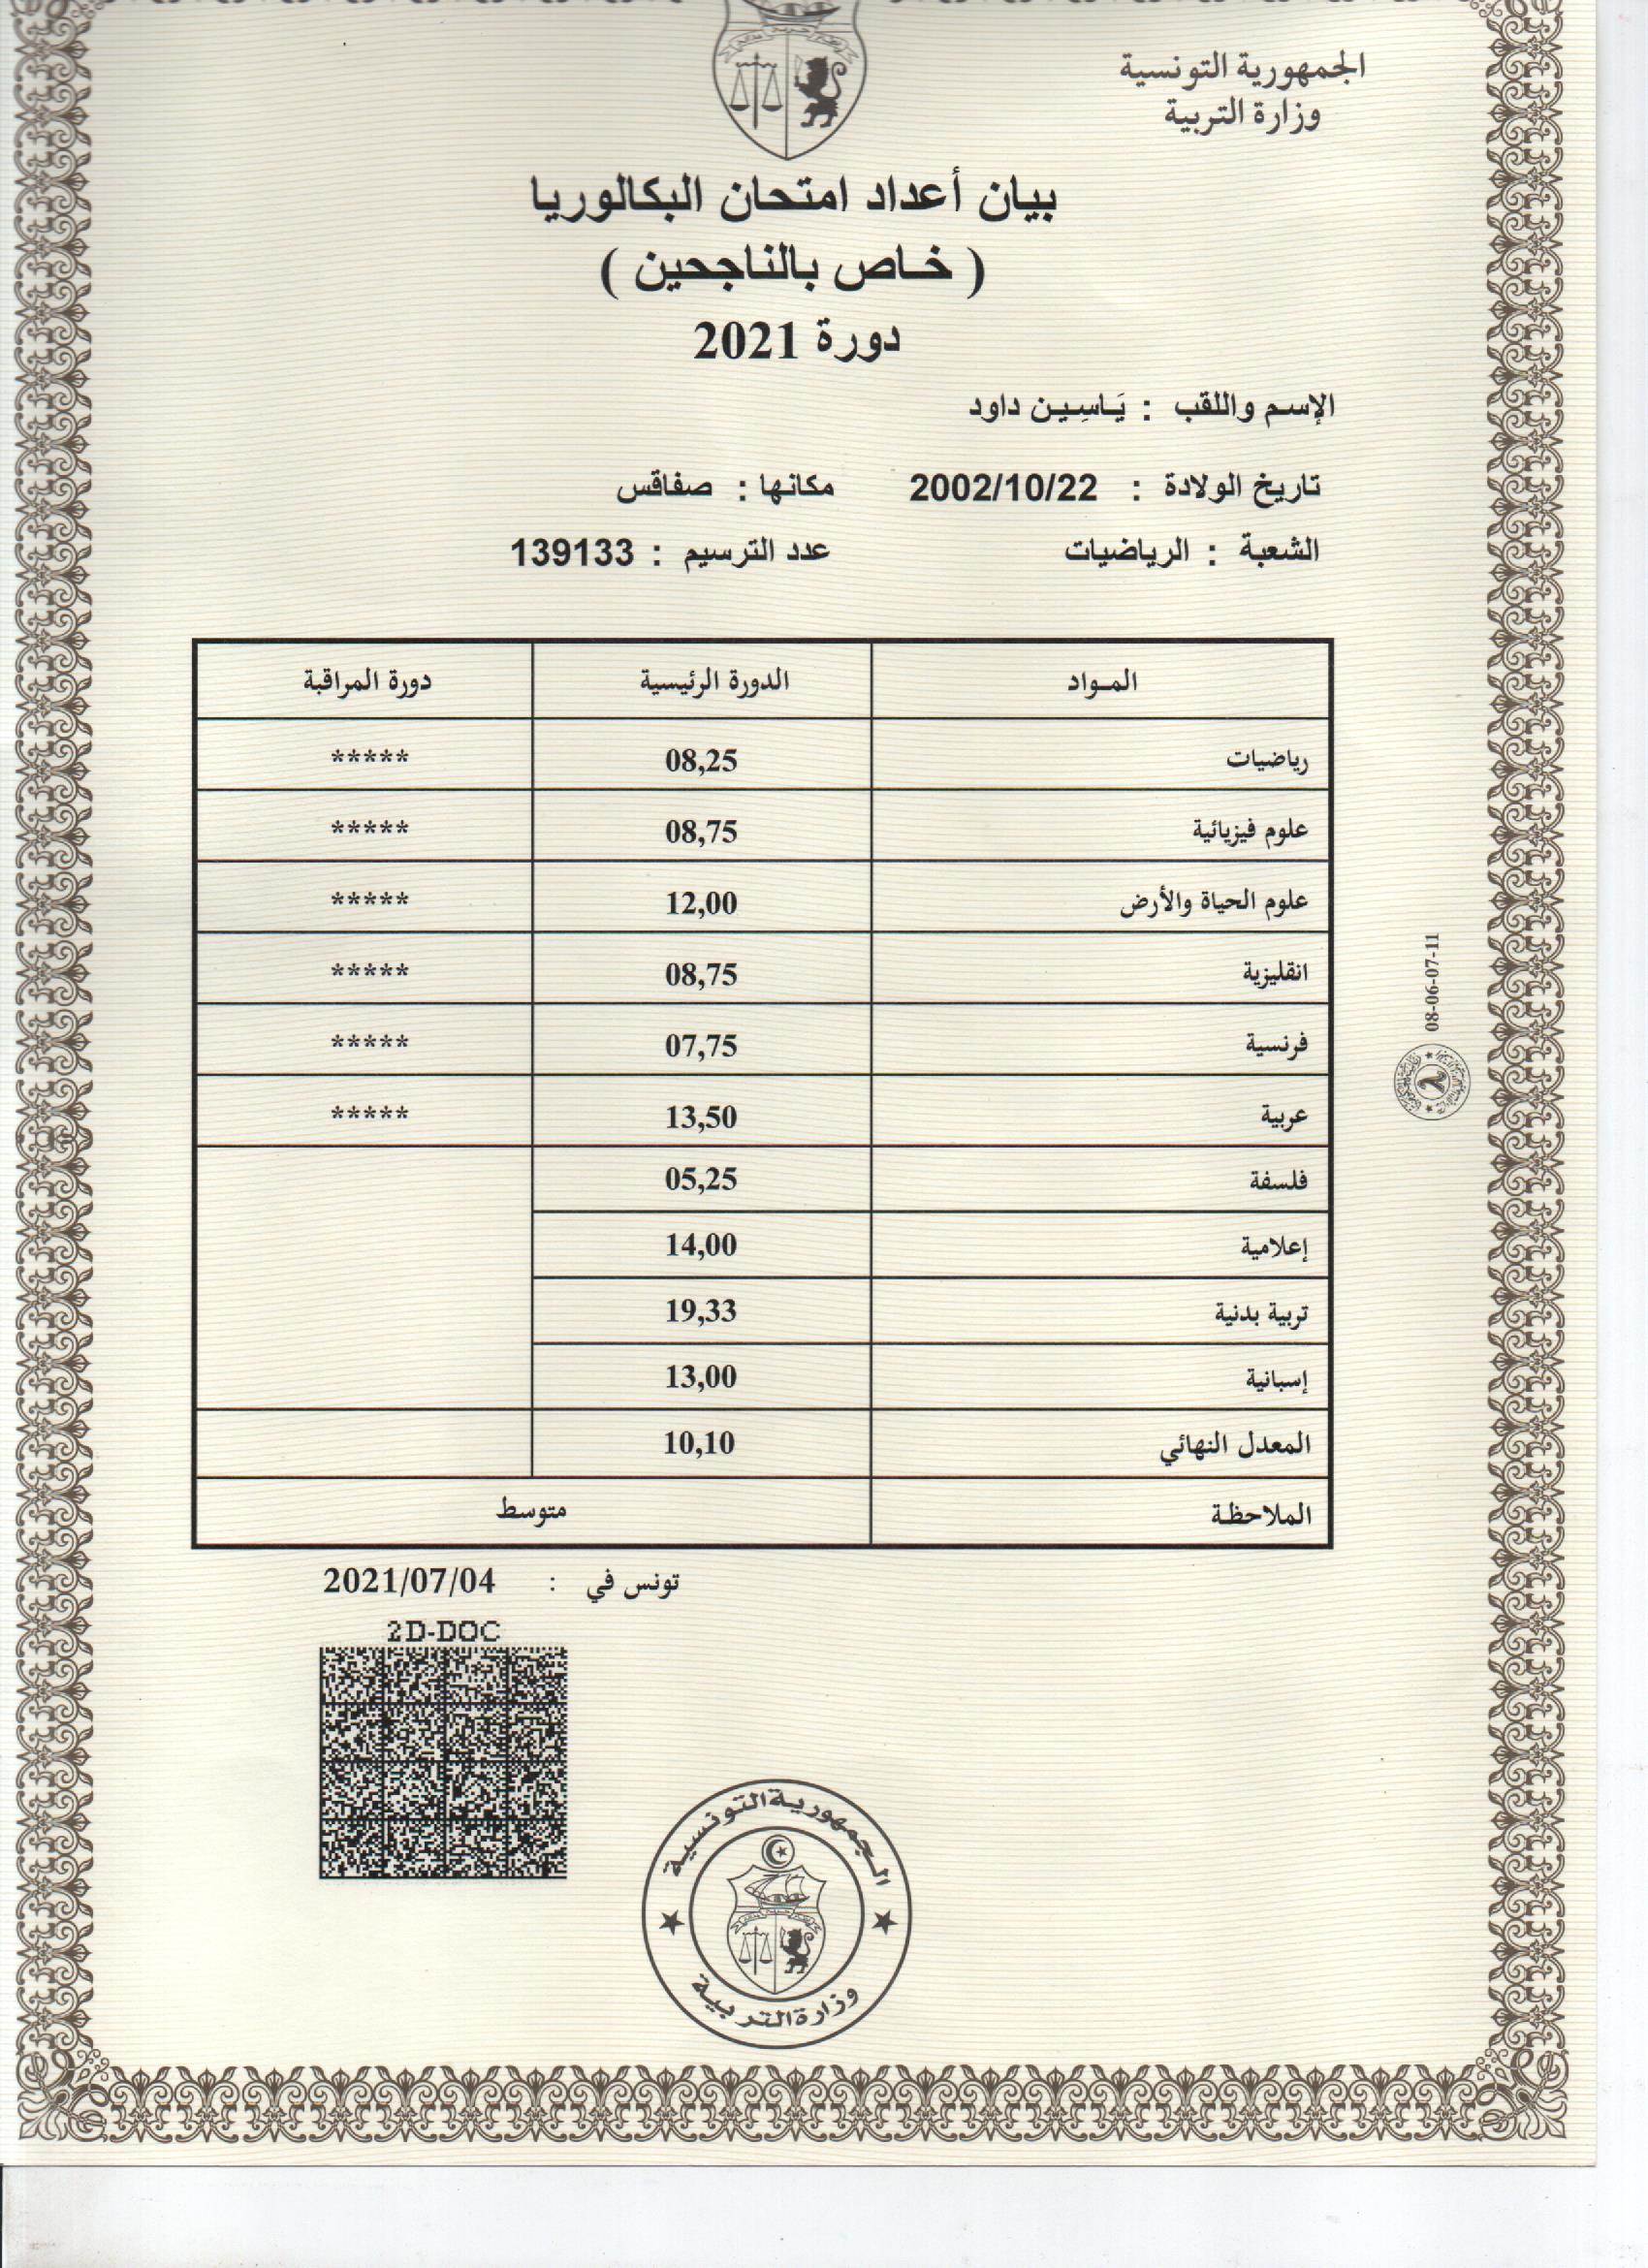 الجمهورية التونسية
وزارة التربية
بيان أعداد امتحان البكالوريا
( خـاص بالناجحين )
دورة 2021
الإسم واللقب : يَـاسِـيـن داود
تاريخ الولادة : 2002/10/22 مكانها : صفاقس
الشعبة : الرياضيات عدد الترسيم : 139133
المـواد الدورة الرئيسية دورة المراقبة
رياضيات 08,25 *****
علوم فيزيائية 08,75 *****
علوم الحياة والأرض 12,00 *****
انقليزية 08,75 *****
فرنسية 07,75 *****
عربية 13,50 *****
فلسفة 05,25
إعلامية 14,00
تربية بدنية 19,33
إسبانية 13,00
المعدل النهائي 10,10
الملاحظة متوسط
تونس في : 2021/07/04
2D-DOC
08-06-07-11
الجمهورية التونسية
وزارة التربية